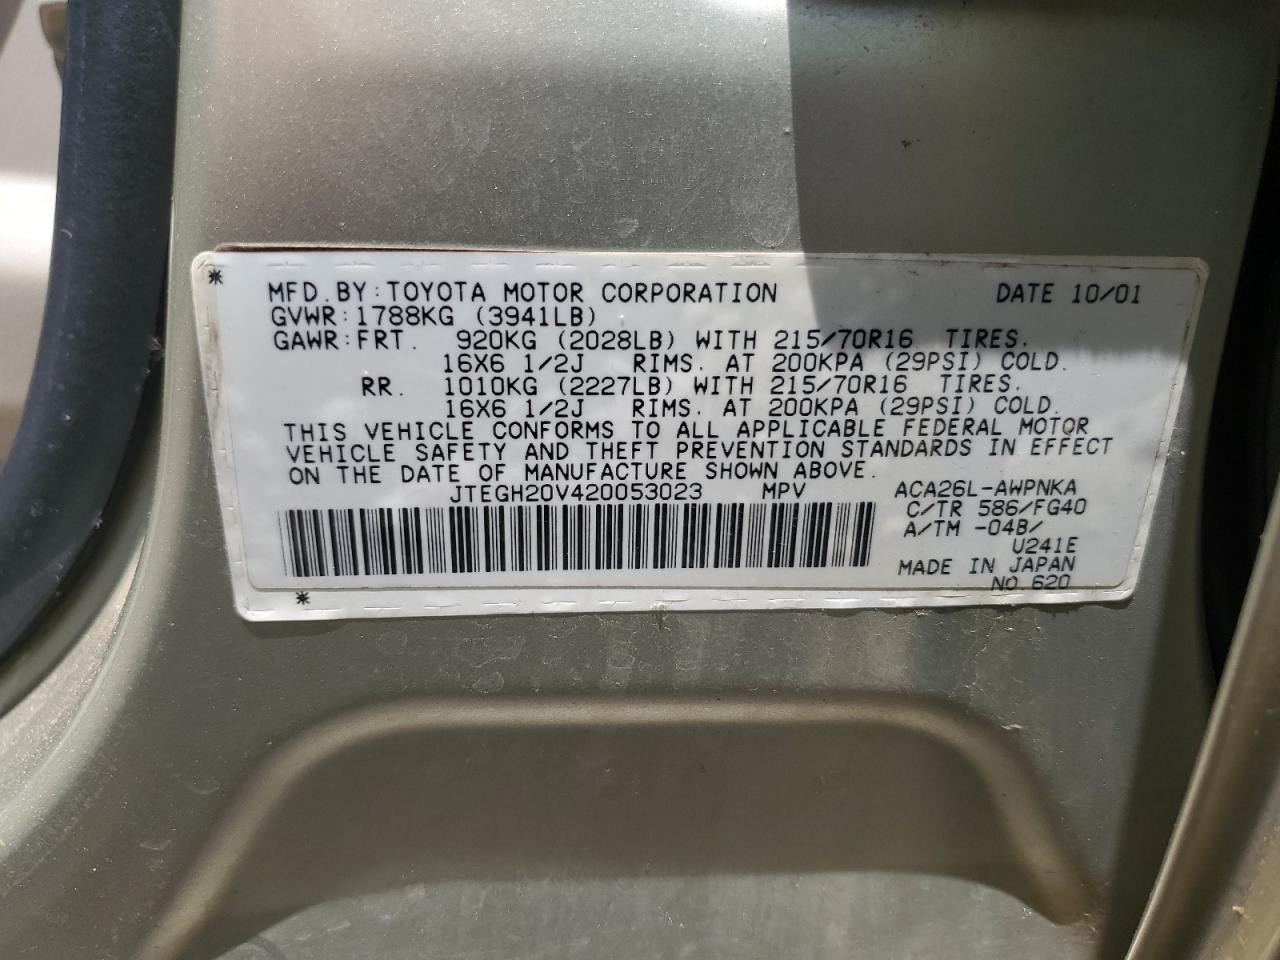 *
MFD.BY:TOYOTA MOTOR CORPORATION DATE 10/01
GVWR:1788KG (3941LB)
GAWR:FRT. 920KG (2028LB) WITH 215/70R16 TIRES.
16X6 1/2J RIMS. AT 200KPA (29PSI) COLD.
RR. 1010KG (2227LB) WITH 215/70R16 TIRES.
16X6 1/2J RIMS. AT 200KPA (29PSI) COLD.
THIS VEHICLE CONFORMS TO ALL APPLICABLE FEDERAL MOTOR
VEHICLE SAFETY AND THEFT PREVENTION STANDARDS IN EFFECT
ON THE DATE OF MANUFACTURE SHOWN ABOVE.
JTEGH20V420053023 MPV ACA26L-AWPNKA
C/TR 586/FG40
A/TM -04B/
U241E
MADE IN JAPAN
NO.620
*